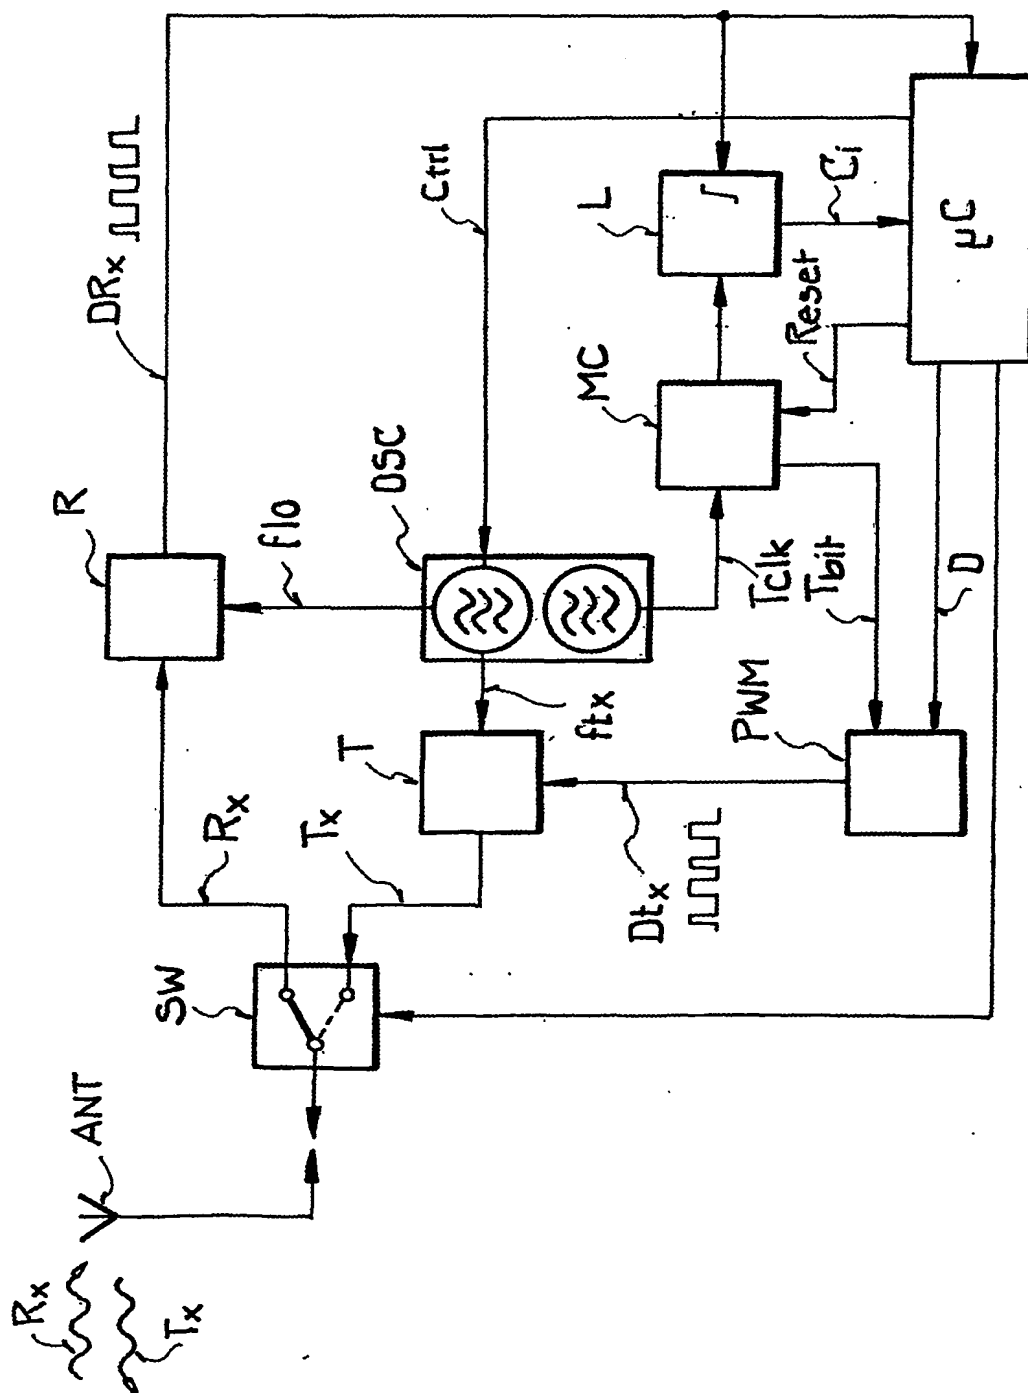 Rx
Tx
ANT
SW
Rx
Tx
R
DRx
flo
OSC
Ctrl
T
ftx
Dtx
PWM
Tclk
Tbit
MC
L
Reset
Ci
D
μC